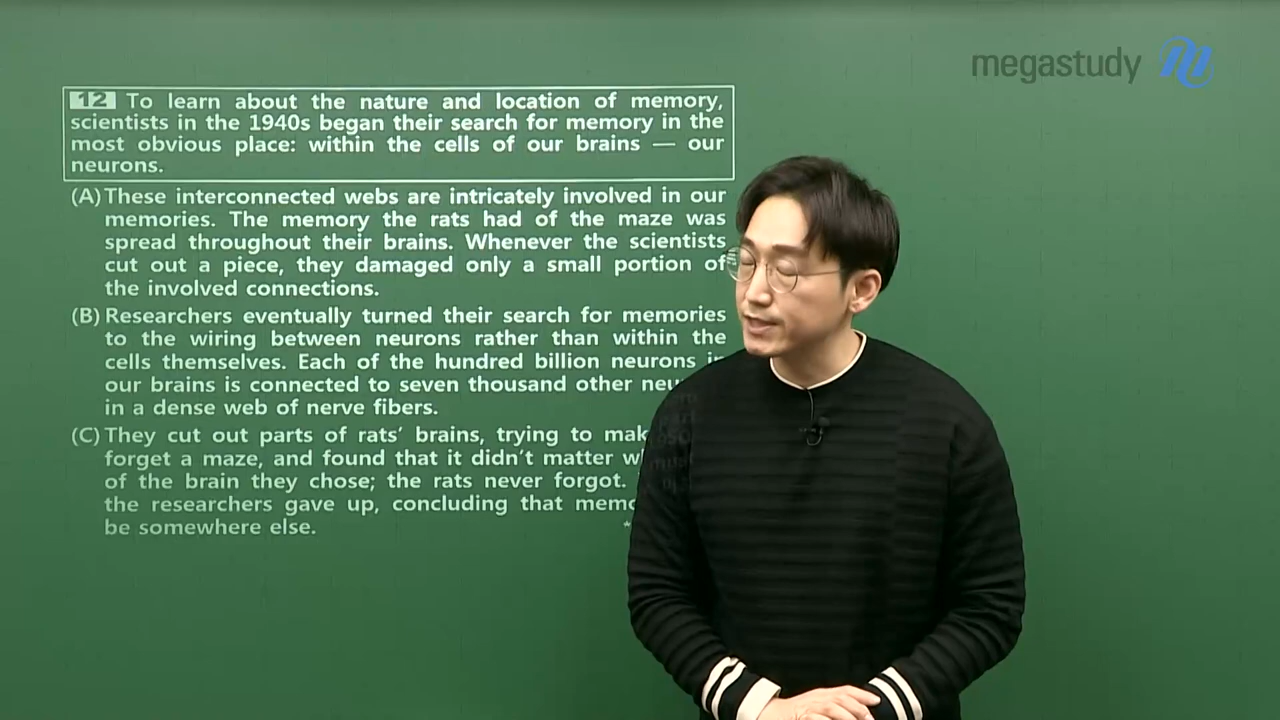 megastudy
12 To learn about the nature and location of memory,
scientists in the 1940s began their search for memory in the
most obvious place: within the cells of our brains — our
neurons.
(A) These interconnected webs are intricately involved in our
memories. The memory the rats had of the maze was
spread throughout their brains. Whenever the scientists
cut out a piece, they damaged only a small portion of
the involved connections.
(B) Researchers eventually turned their search for memories
to the wiring between neurons rather than within the
cells themselves. Each of the hundred billion neurons in
our brains is connected to seven thousand other
in a dense web of nerve fibers.
(C) They cut out parts of rats’ brains, trying to
forget a maze, and found that it didn’t matter
of the brain they chose; the rats never forgot.
the researchers gave up, concluding that
be somewhere else.